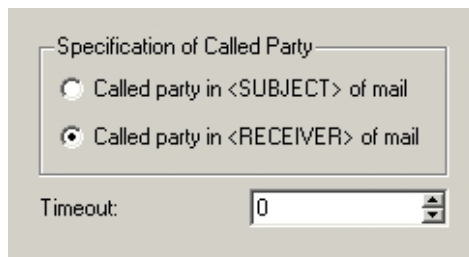 Specification of Called Party
Called party in <SUBJECT> of mail
Called party in <RECEIVER> of mail
Timeout: 0